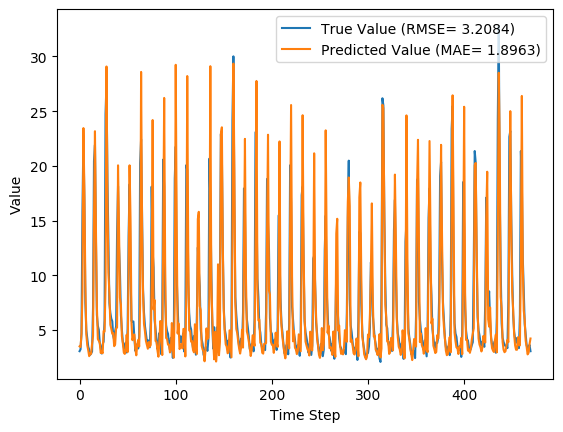 True Value (RMSE= 3.2084)
Predicted Value (MAE= 1.8963)
30
25
20
15
10
5
Value
0
100
200
300
400
Time Step